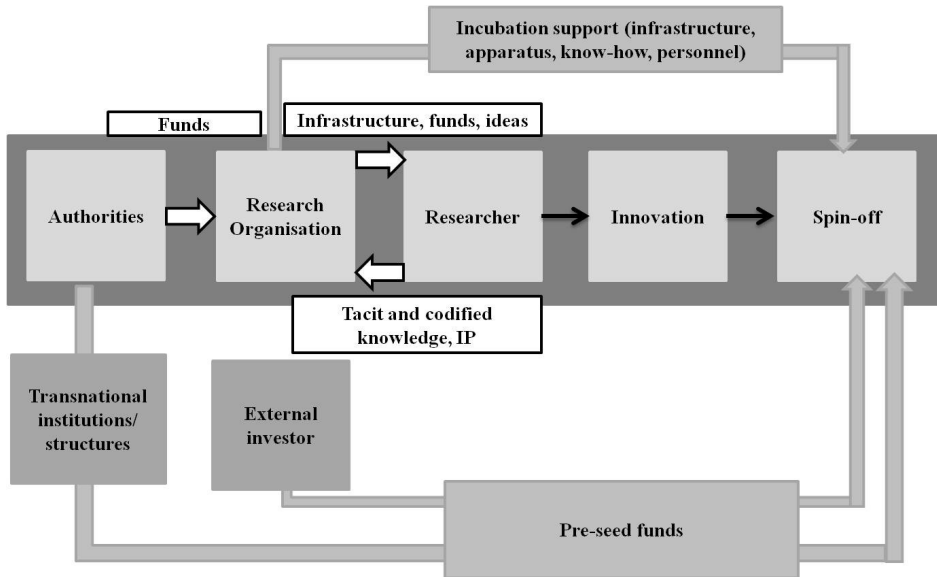 Incubation support (infrastructure,
apparatus, know-how, personnel)
Funds
Infrastructure, funds, ideas
Authorities
Research
Organisation
Researcher
Innovation
Spin-off
Tacit and codified
knowledge, IP
Transnational
institutions/
structures
External
investor
Pre-seed funds